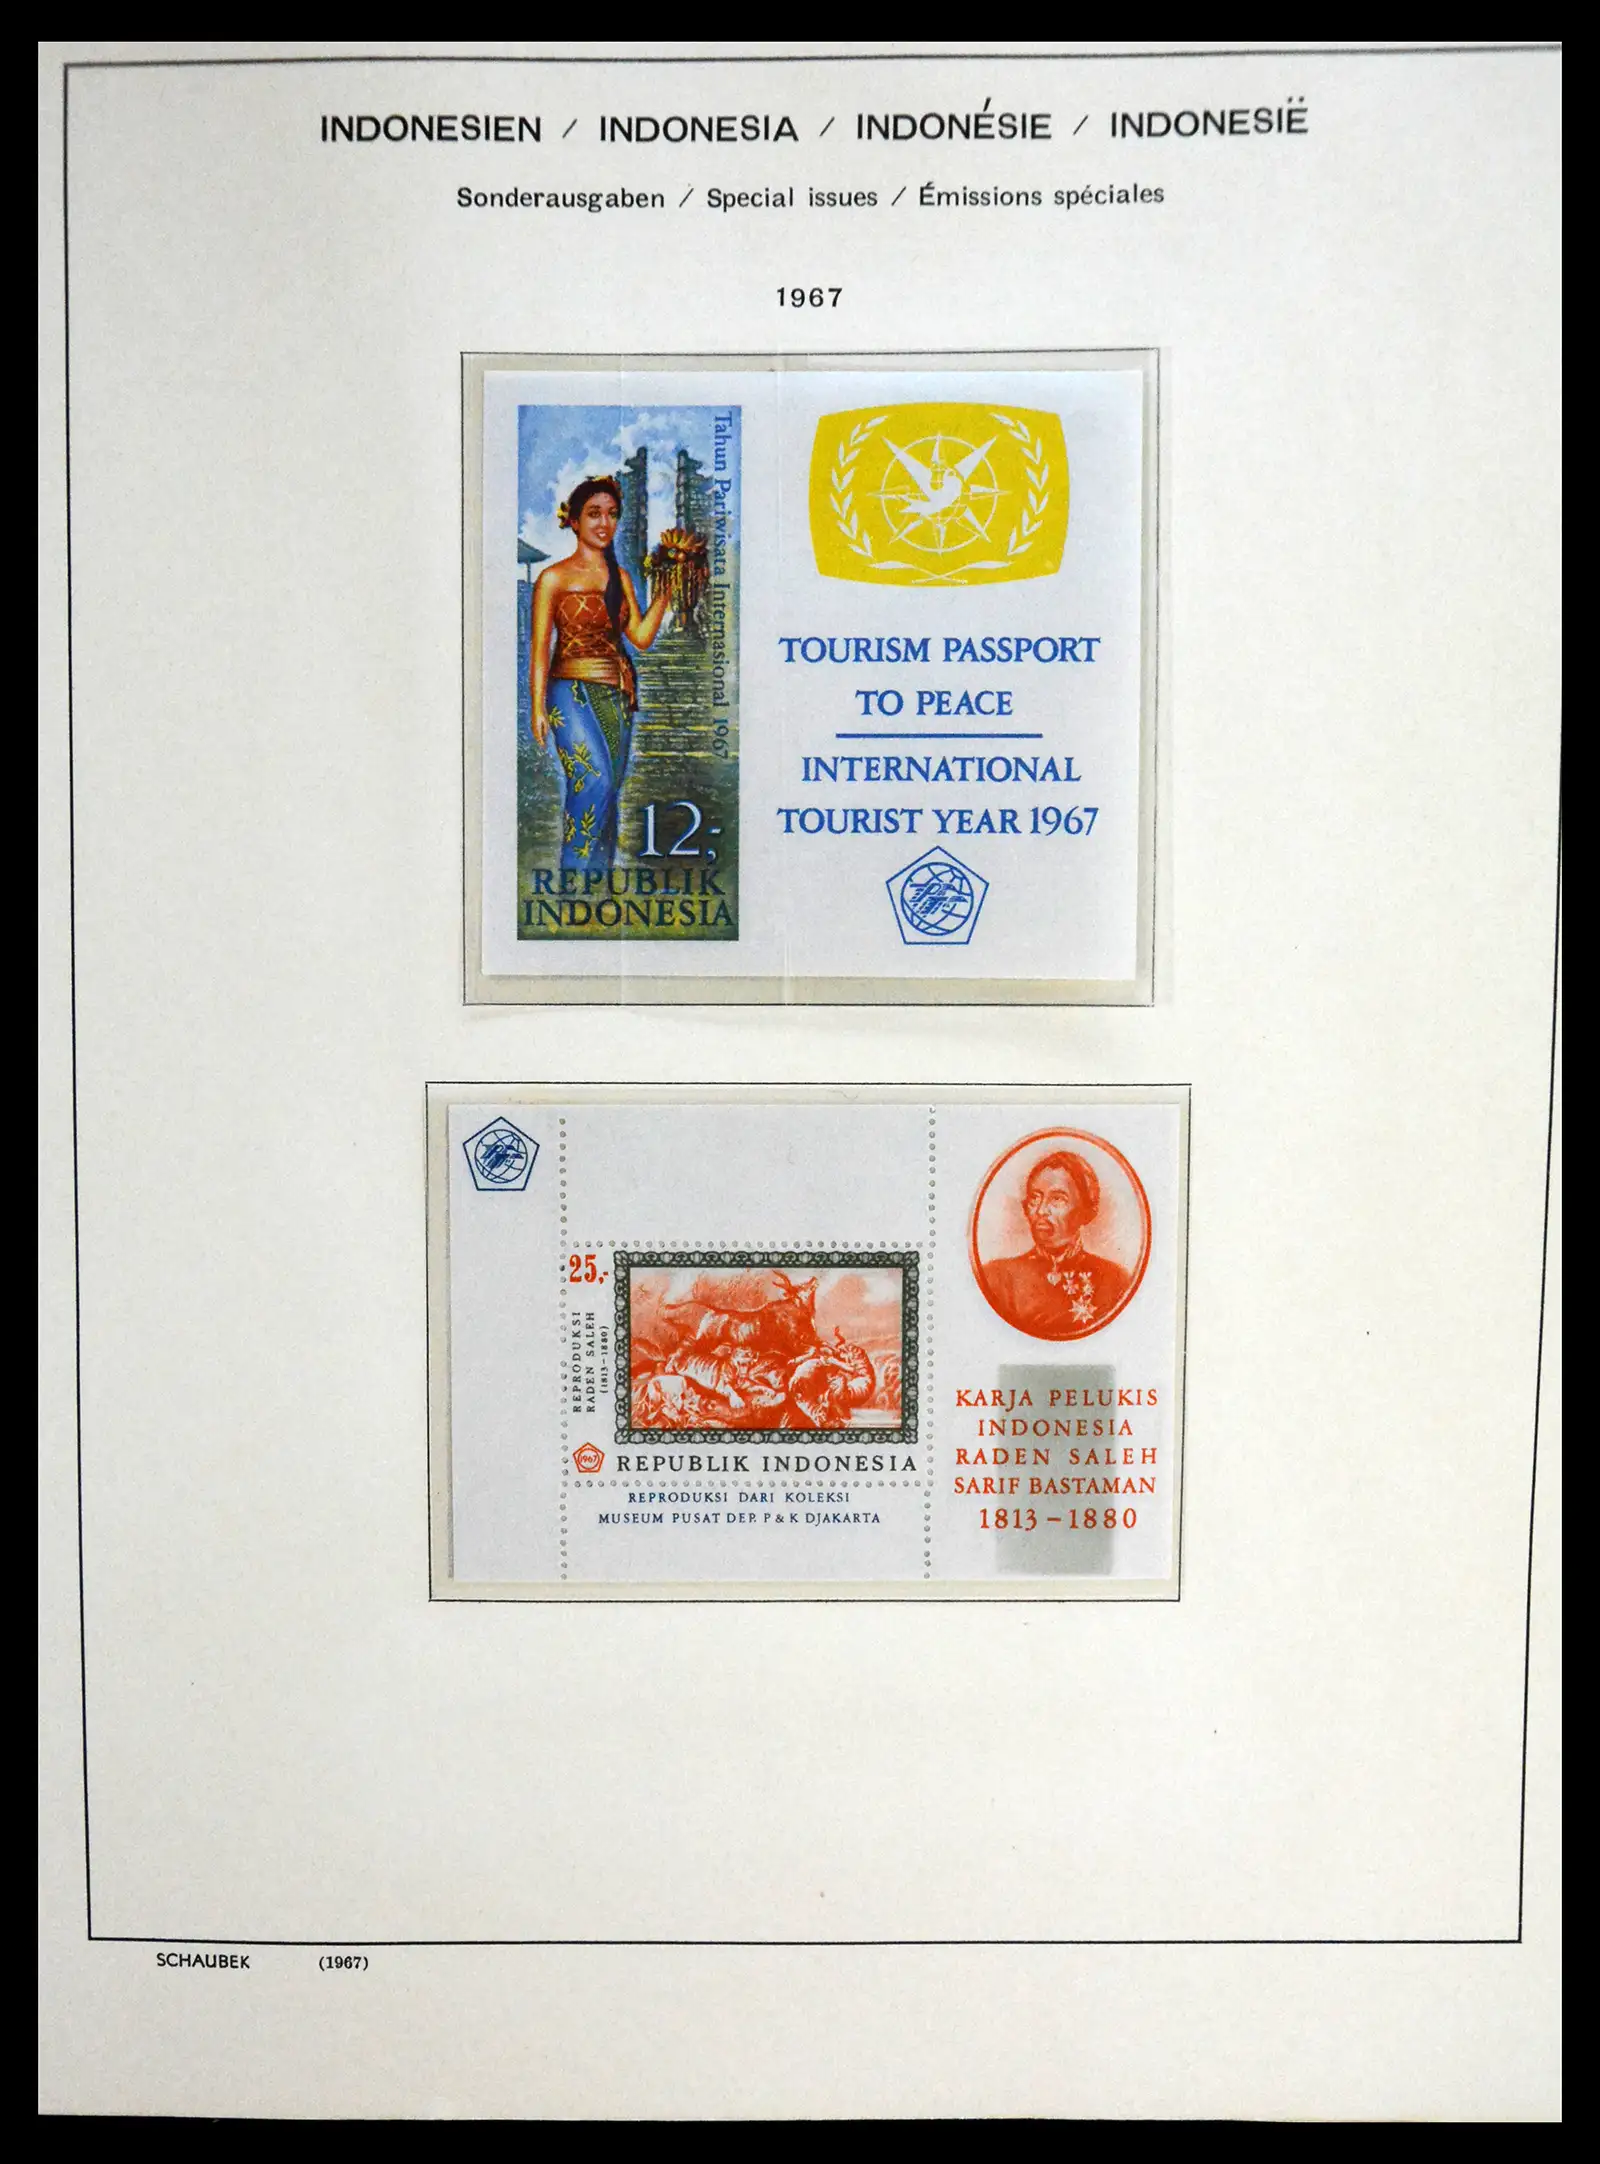 INDONESIEN / INDONESIA / INDONÉSIE / INDONESIË
Sonderausgaben / Special issues / Émissions spéciales
1967
Tahun Pariwisata Internasional 1967
12,-
REPUBLIK
INDONESIA
TOURISM PASSPORT
TO PEACE
INTERNATIONAL
TOURIST YEAR 1967
25,-
REPRODUKSI
RADEN SALEH
(1813-1880)
1967
REPUBLIK INDONESIA
REPRODUKSI DARI KOLEKSI
MUSEUM PUSAT DEP. P & K DJAKARTA
KARJA PELUKIS
INDONESIA
RADEN SALEH
SARIF BASTAMAN
1813-1880
SCHAUBEK (1967)